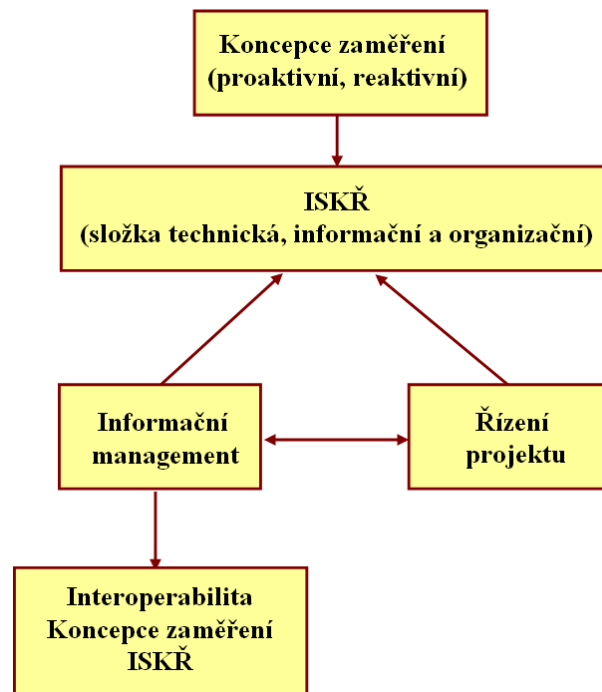 Koncepce zaměření
(proaktivní, reaktivní)
ISKŘ
(složka technická, informační a organizační)
Informační
management
Řízení
projektu
Interoperabilita
Koncepce zaměření
ISKŘ